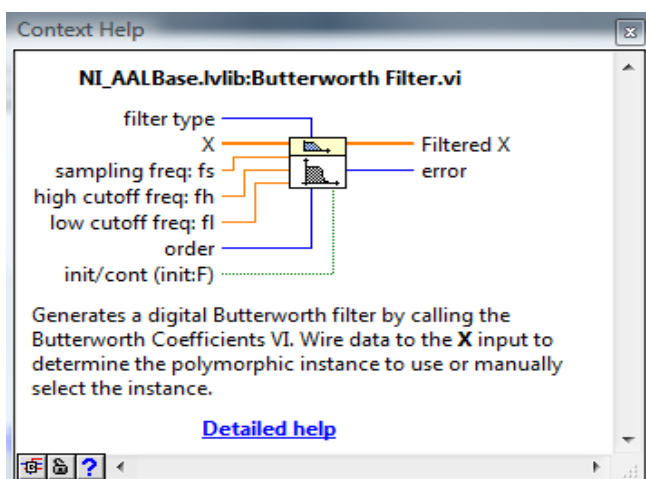 Context Help
NI_AALBase.lvlib:Butterworth Filter.vi
filter type
X
Filtered X
sampling freq: fs
error
high cutoff freq: fh
low cutoff freq: fl
order
init/cont (init:F)
Generates a digital Butterworth filter by calling the
Butterworth Coefficients VI. Wire data to the X input to
determine the polymorphic instance to use or manually
select the instance.
Detailed help
?